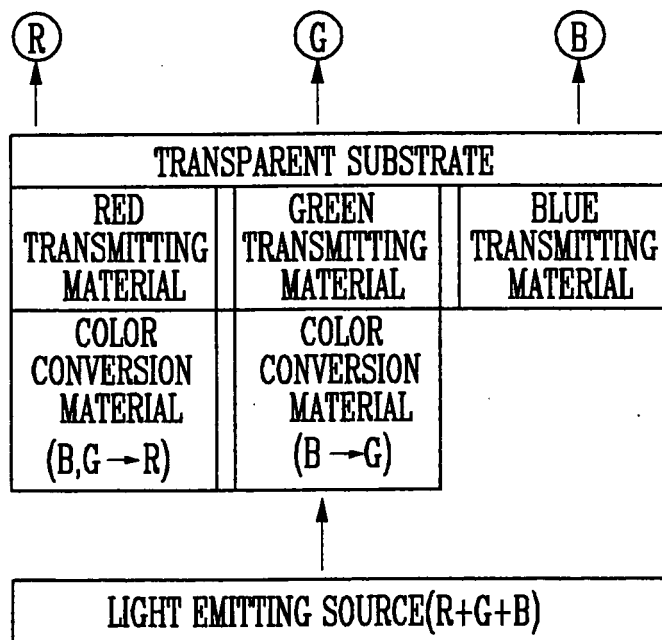 R G B
TRANSPARENT SUBSTRATE
RED
TRANSMITTING
MATERIAL
GREEN
TRANSMITTING
MATERIAL
BLUE
TRANSMITTING
MATERIAL
COLOR
CONVERSION
MATERIAL
(B,G→R)
COLOR
CONVERSION
MATERIAL
(B→G)
LIGHT EMITTING SOURCE(R+G+B)